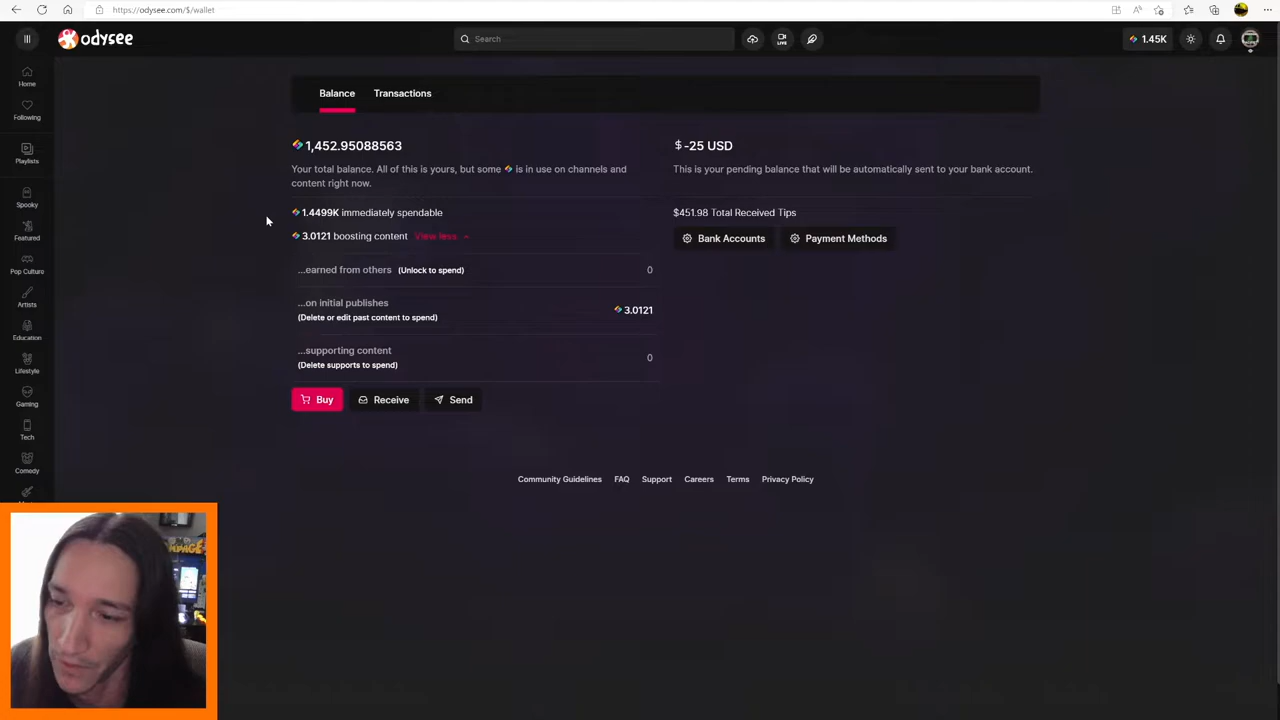 https://odysee.com/$/wallet
odysee
Search
1.45K
Home
Following
Playlists
Spooky
Featured
Pop Culture
Artists
Education
Lifestyle
Gaming
Tech
Comedy
Balance
Transactions
1,452.95088563
Your total balance. All of this is yours, but some is in use on channels and
content right now.
1.4499K immediately spendable
3.0121 boosting content View less
...earned from others (Unlock to spend) 0
...on initial publishes
(Delete or edit past content to spend)
3.0121
...supporting content
(Delete supports to spend)
0
Buy
Receive
Send
$-25 USD
This is your pending balance that will be automatically sent to your bank account.
$451.98 Total Received Tips
Bank Accounts
Payment Methods
Community Guidelines FAQ Support Careers Terms Privacy Policy